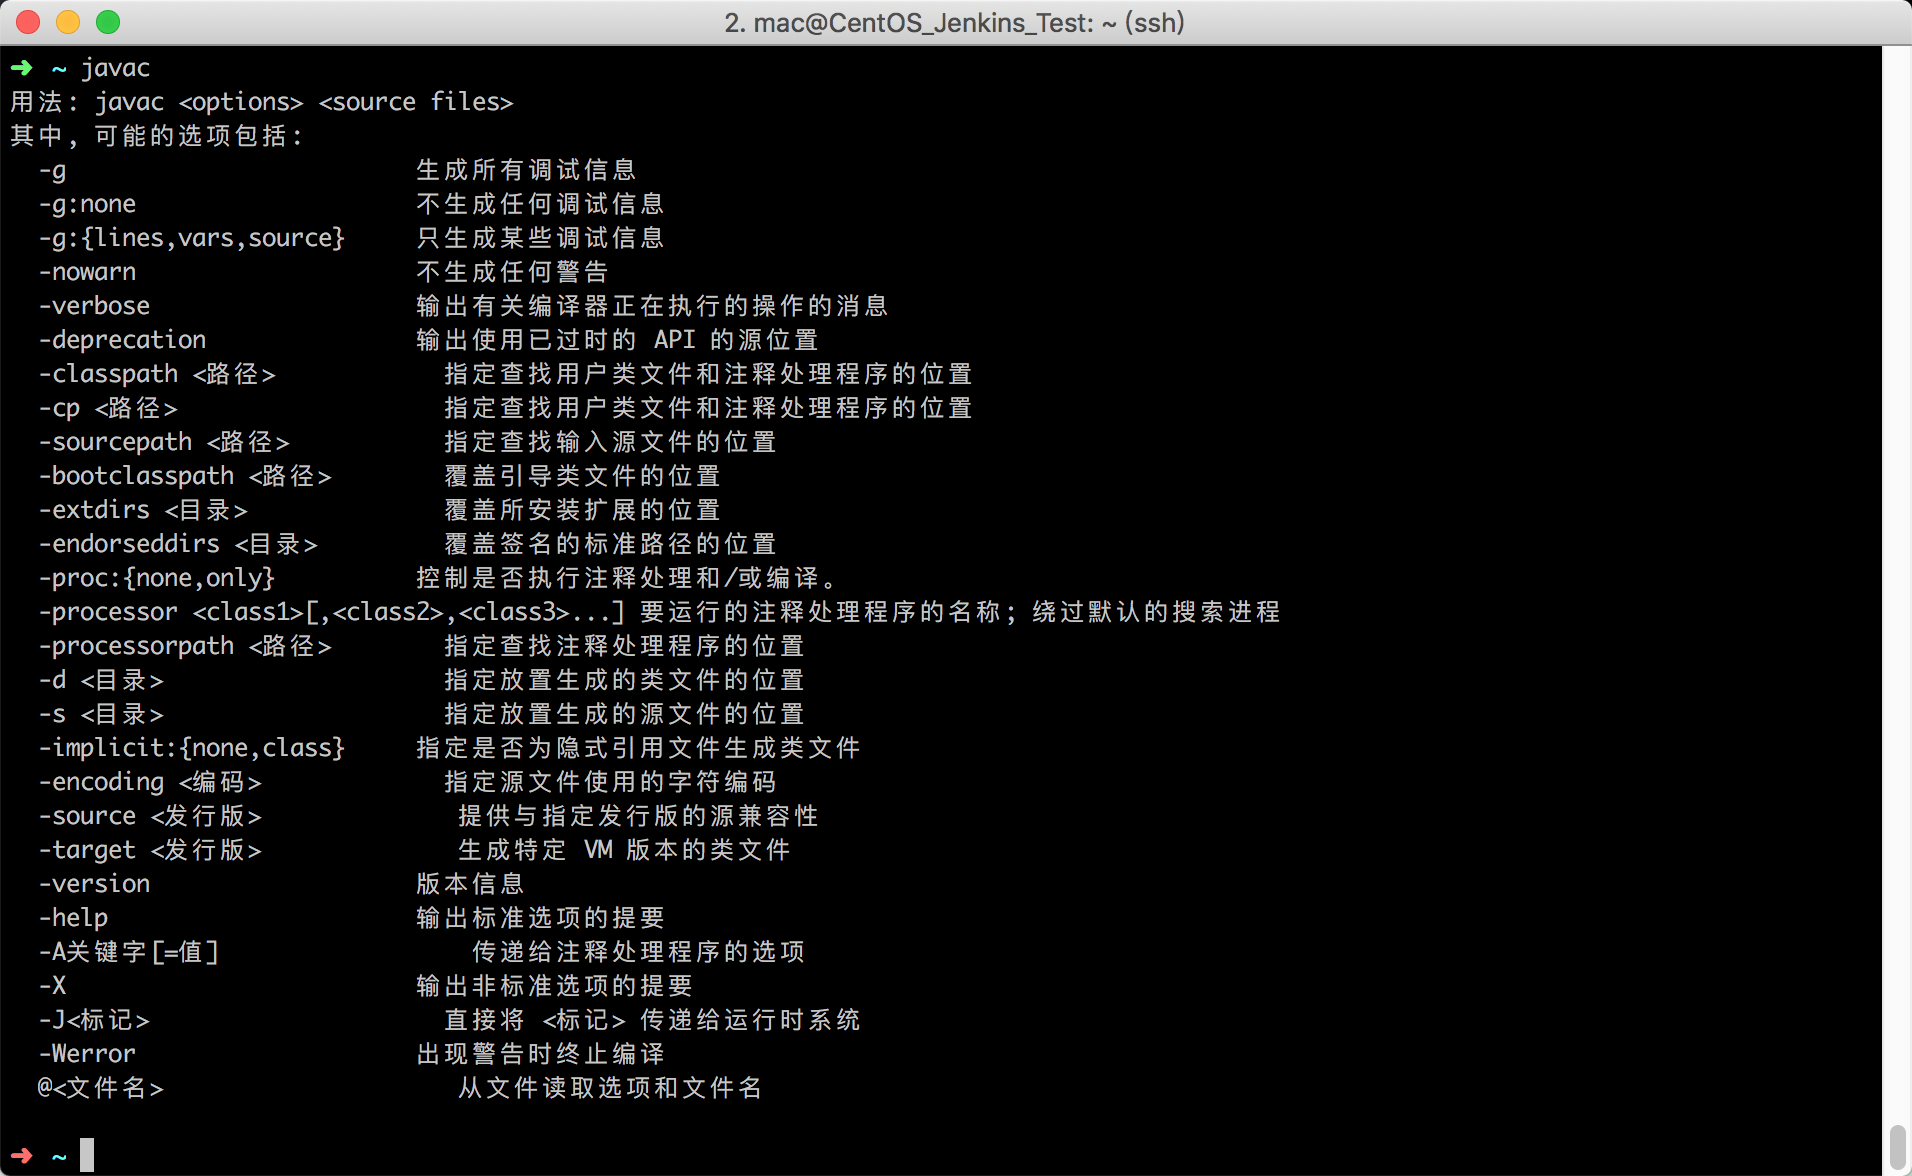 2. mac@CentOS_Jenkins_Test: ~ (ssh)
➜ ~ javac
用法: javac <options> <source files>
其中, 可能的选项包括:
-g 生成所有调试信息
-g:none 不生成任何调试信息
-g:{lines,vars,source} 只生成某些调试信息
-nowarn 不生成任何警告
-verbose 输出有关编译器正在执行的操作的消息
-deprecation 输出使用已过时的 API 的源位置
-classpath <路径> 指定查找用户类文件和注释处理程序的位置
-cp <路径> 指定查找用户类文件和注释处理程序的位置
-sourcepath <路径> 指定查找输入源文件的位置
-bootclasspath <路径> 覆盖引导类文件的位置
-extdirs <目录> 覆盖所安装扩展的位置
-endorseddirs <目录> 覆盖签名的标准路径的位置
-proc:{none,only} 控制是否执行注释处理和/或编译。
-processor <class1>[,<class2>,<class3>...] 要运行的注释处理程序的名称; 绕过默认的搜索进程
-processorpath <路径> 指定查找注释处理程序的位置
-d <目录> 指定放置生成的类文件的位置
-s <目录> 指定放置生成的源文件的位置
-implicit:{none,class} 指定是否为隐式引用文件生成类文件
-encoding <编码> 指定源文件使用的字符编码
-source <发行版> 提供与指定发行版的源兼容性
-target <发行版> 生成特定 VM 版本的类文件
-version 版本信息
-help 输出标准选项的提要
-A关键字[=值] 传递给注释处理程序的选项
-X 输出非标准选项的提要
-J<标记> 直接将 <标记> 传递给运行时系统
-Werror 出现警告时终止编译
@<文件名> 从文件读取选项和文件名
➜ ~